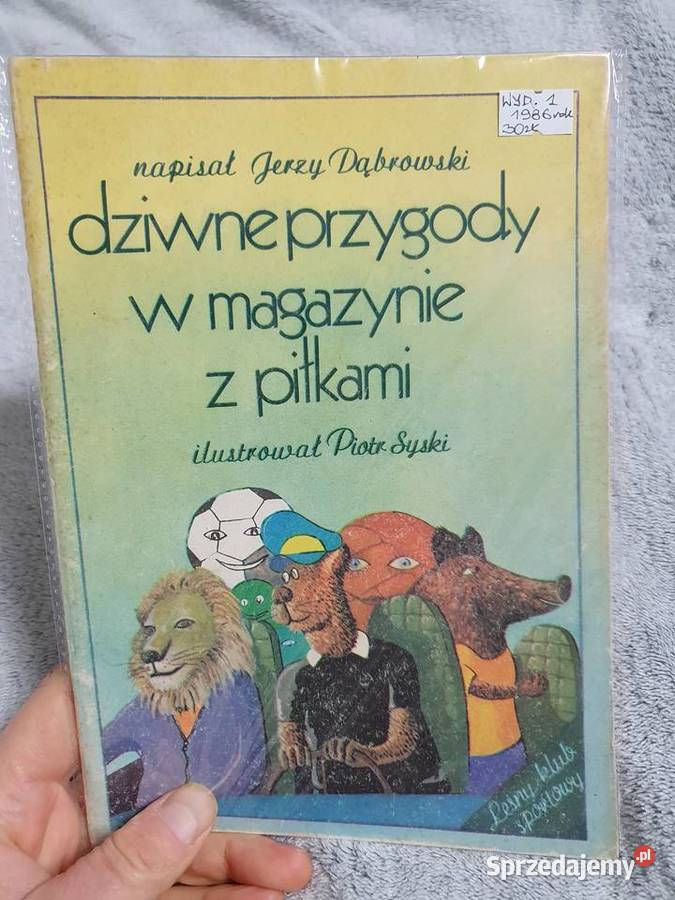 WYD. 1
1986 rok
30zł
napisał Jerzy Dąbrowski
dziwne przygody
w magazynie
z piłkami
ilustrował Piotr Syski
Leśny klub
sportowy
Sprzedajemy.pl